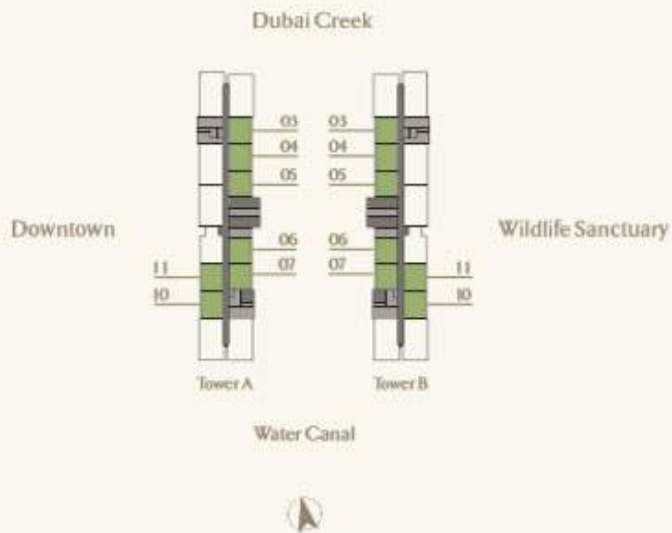 Dubai Creek
03 03
04 04
05 05
Downtown Wildlife Sanctuary
06 06
11 07 07 11
10 10
Tower A Tower B
Water Canal